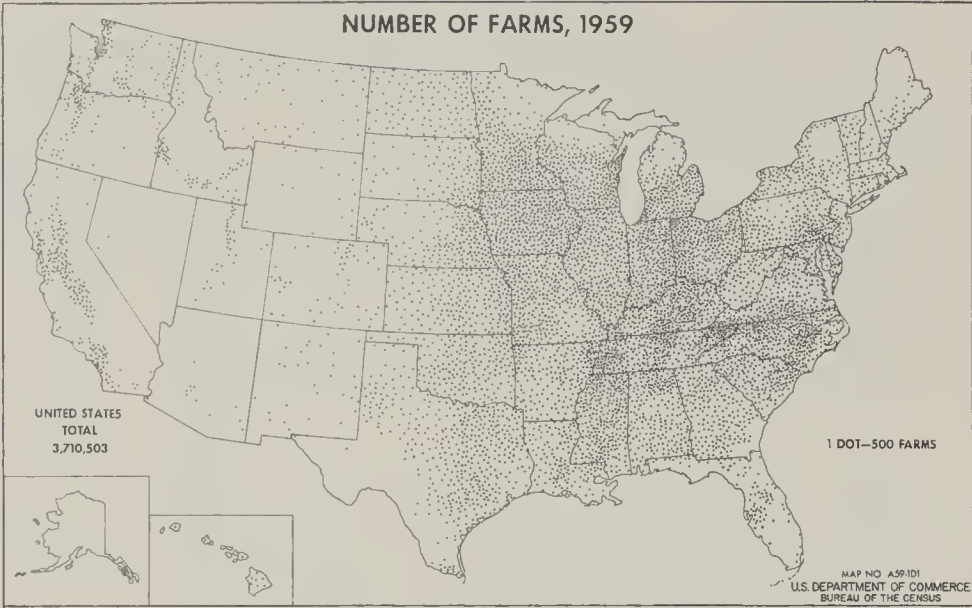 NUMBER OF FARMS, 1959
UNITED STATES
TOTAL
3,710,503
1 DOT—500 FARMS
MAP NO A59-1D1
U.S. DEPARTMENT OF COMMERCE
BUREAU OF THE CENSUS